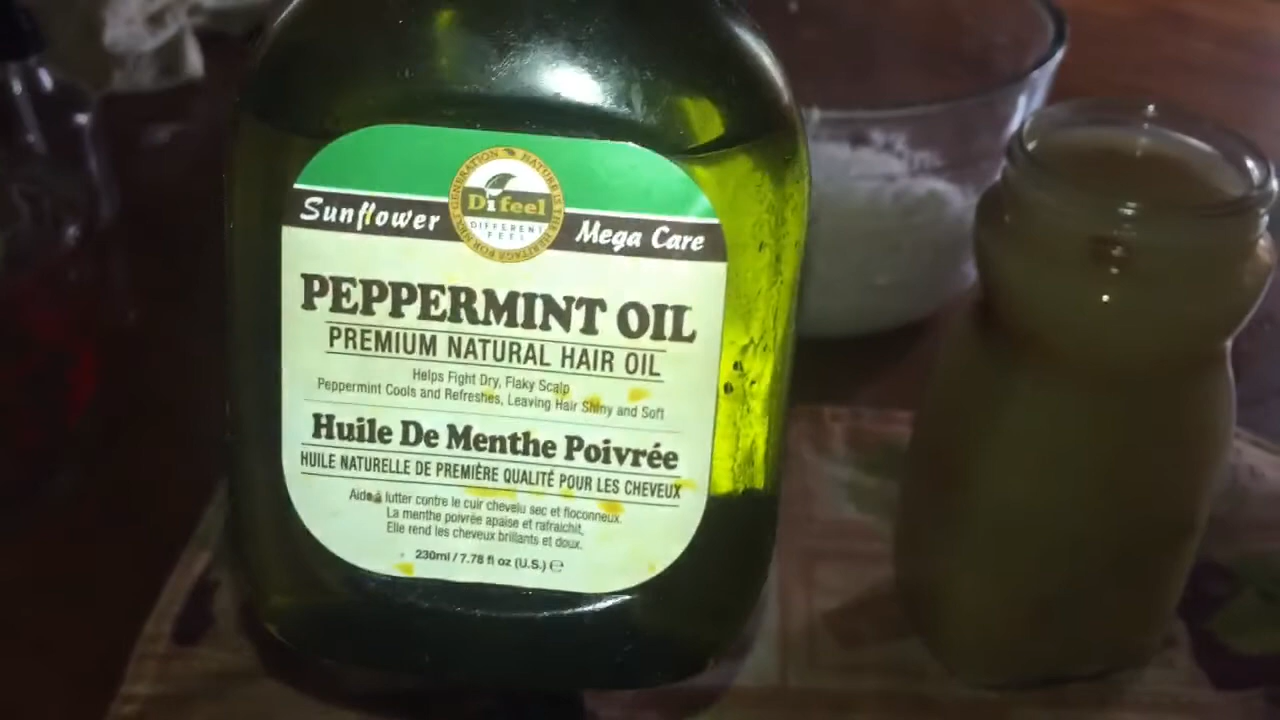 Sunflower
Difeel
DIFFERENT
FEEL
Mega Care
PEPPERMINT OIL
PREMIUM NATURAL HAIR OIL
Helps Fight Dry, Flaky Scalp
Peppermint Cools and Refreshes, Leaving Hair Shiny and Soft
Huile De Menthe Poivrée
HUILE NATURELLE DE PREMIÈRE QUALITÉ POUR LES CHEVEUX
Aide à lutter contre le cuir chevelu sec et floconneux.
La menthe poivrée apaise et rafraichit,
Elle rend les cheveux brillants et doux.
230ml / 7.78 fl oz (U.S.) ℮